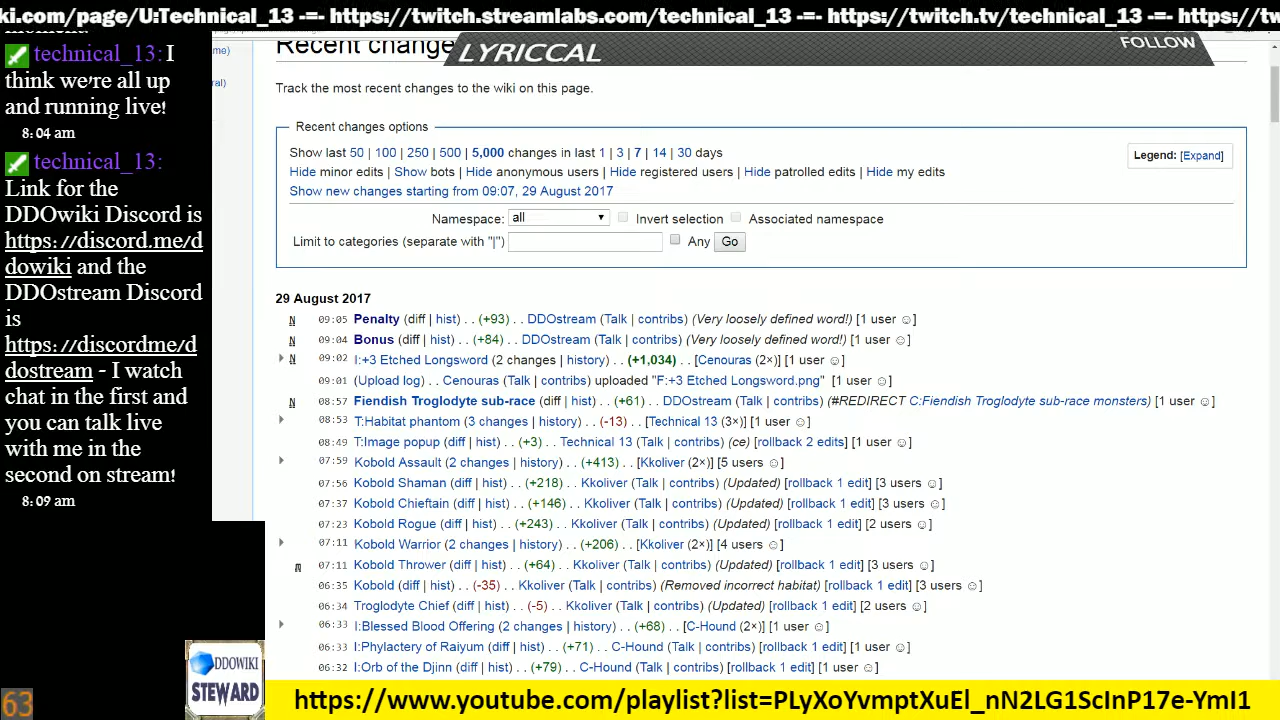 ki.com/page/U:Technical_13 -=- https://twitch.streamlabs.com/technical_13 -=- https://twitch.tv/technical_13 -=- https://tw
technical_13: I
think we're all up
and running live!
8:04 am
technical_13:
Link for the
DDOwiki Discord is
https://discord.me/d
dowiki and the
DDOstream Discord
is
https://discordme/d
dostream - I watch
chat in the first and
you can talk live
with me in the
second on stream!
8:09 am
63
DDOWIKI
STEWARD
LYRICCAL
FOLLOW
Recent change
Track the most recent changes to the wiki on this page.
Recent changes options
Show last 50 | 100 | 250 | 500 | 5,000 changes in last 1 | 3 | 7 | 14 | 30 days
Hide minor edits | Show bots | Hide anonymous users | Hide registered users | Hide patrolled edits | Hide my edits
Show new changes starting from 09:07, 29 August 2017
Legend: [Expand]
Namespace: all Invert selection Associated namespace
Limit to categories (separate with "|") Any Go
29 August 2017
N 09:05 Penalty (diff | hist) . . (+93) . . DDOstream (Talk | contribs) (Very loosely defined word!) [1 user ☺]
N 09:04 Bonus (diff | hist) . . (+84) . . DDOstream (Talk | contribs) (Very loosely defined word!) [1 user ☺]
N 09:02 I:+3 Etched Longsword (2 changes | history) . . (+1,034) . . [Cenouras (2×)] [1 user ☺]
09:01 (Upload log) . . Cenouras (Talk | contribs) uploaded "F:+3 Etched Longsword.png" [1 user ☺]
N 08:57 Fiendish Troglodyte sub-race (diff | hist) . . (+61) . . DDOstream (Talk | contribs) (#REDIRECT C:Fiendish Troglodyte sub-race monsters) [1 user ☺]
08:53 T:Habitat phantom (3 changes | history) . . (-13) . . [Technical 13 (3×)] [1 user ☺]
08:49 T:Image popup (diff | hist) . . (+3) . . Technical 13 (Talk | contribs) (ce) [rollback 2 edits] [1 user ☺]
07:59 Kobold Assault (2 changes | history) . . (+413) . . [Kkoliver (2×)] [5 users ☺]
07:56 Kobold Shaman (diff | hist) . . (+218) . . Kkoliver (Talk | contribs) (Updated) [rollback 1 edit] [3 users ☺]
07:37 Kobold Chieftain (diff | hist) . . (+146) . . Kkoliver (Talk | contribs) (Updated) [rollback 1 edit] [3 users ☺]
07:23 Kobold Rogue (diff | hist) . . (+243) . . Kkoliver (Talk | contribs) (Updated) [rollback 1 edit] [2 users ☺]
07:11 Kobold Warrior (2 changes | history) . . (+206) . . [Kkoliver (2×)] [4 users ☺]
m 07:11 Kobold Thrower (diff | hist) . . (+64) . . Kkoliver (Talk | contribs) (Updated) [rollback 1 edit] [3 users ☺]
06:35 Kobold (diff | hist) . . (-35) . . Kkoliver (Talk | contribs) (Removed incorrect habitat) [rollback 1 edit] [3 users ☺]
06:34 Troglodyte Chief (diff | hist) . . (-5) . . Kkoliver (Talk | contribs) (Updated) [rollback 1 edit] [2 users ☺]
06:33 I:Blessed Blood Offering (2 changes | history) . . (+68) . . [C-Hound (2×)] [1 user ☺]
06:33 I:Phylactery of Raiyum (diff | hist) . . (+71) . . C-Hound (Talk | contribs) [rollback 1 edit] [1 user ☺]
06:32 I:Orb of the Djinn (diff | hist) . . (+79) . . C-Hound (Talk | contribs) [rollback 1 edit] [1 user ☺]
https://www.youtube.com/playlist?list=PLyXoYvmptXuEl_nN2LG1ScInP17e-YmI1